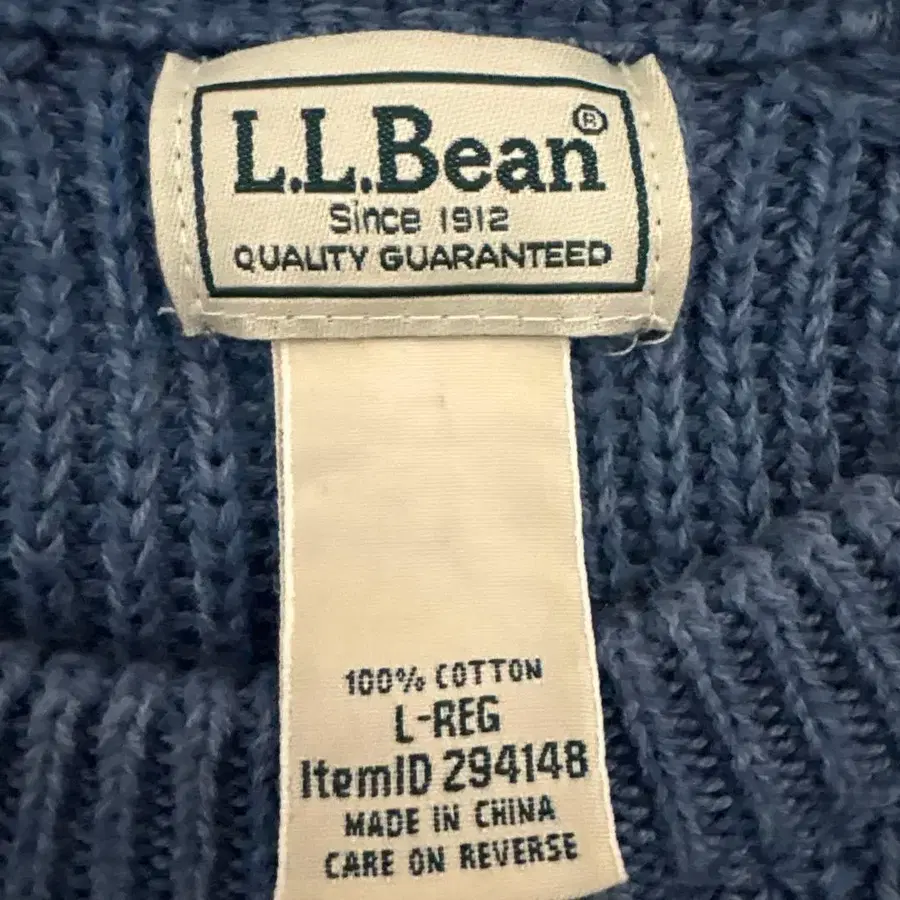 L.L.Bean®
Since 1912
QUALITY GUARANTEED
100% COTTON
L-REG
ItemID 294148
MADE IN CHINA
CARE ON REVERSE